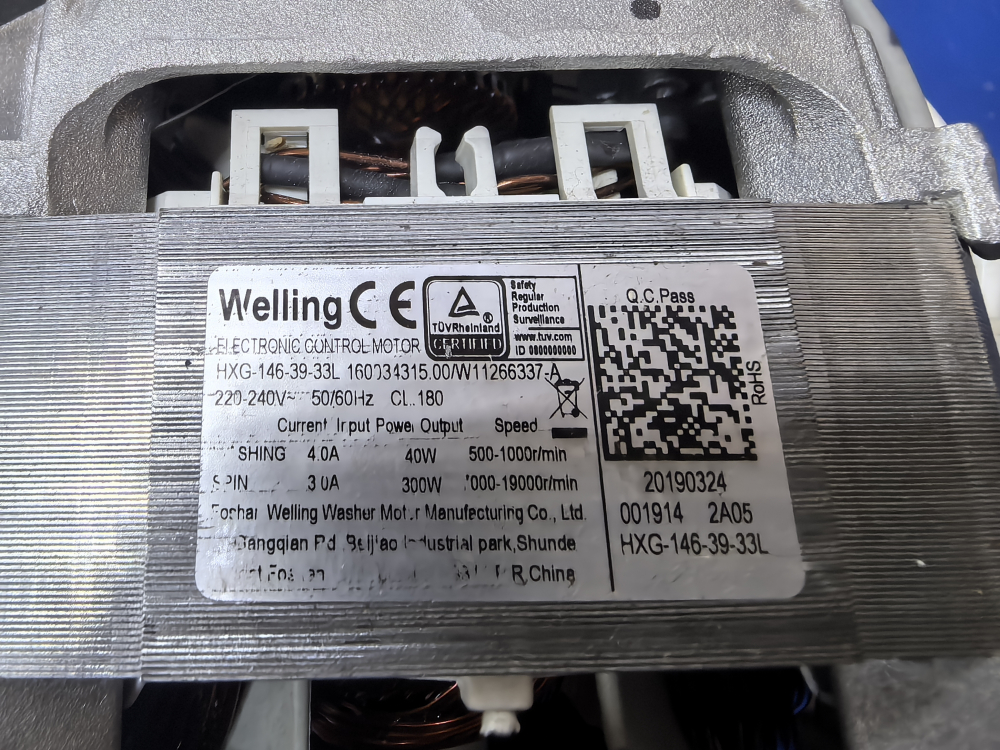 Welling CE
TÜVRheinland
CERTIFIED
Safety
Regular
Production
Surveillance
www.tuv.com
ID 0800000000
ELECTRONIC CONTROL MOTOR
HXG-146-39-33L 160034315.00/W11266337-A
220-240V~ 50/60Hz CL.180
Current Input Power Output Speed
SHING 4.0A 40W 500-1000r/min
SPIN 3.0A 300W 000-19000r/min
Foshan Welling Washer Motor Manufacturing Co., Ltd.
Gangqian Rd Beijiao Industrial park,Shunde
China
Q.C.Pass
RoHS
20190324
001914 2A05
HXG-146-39-33L